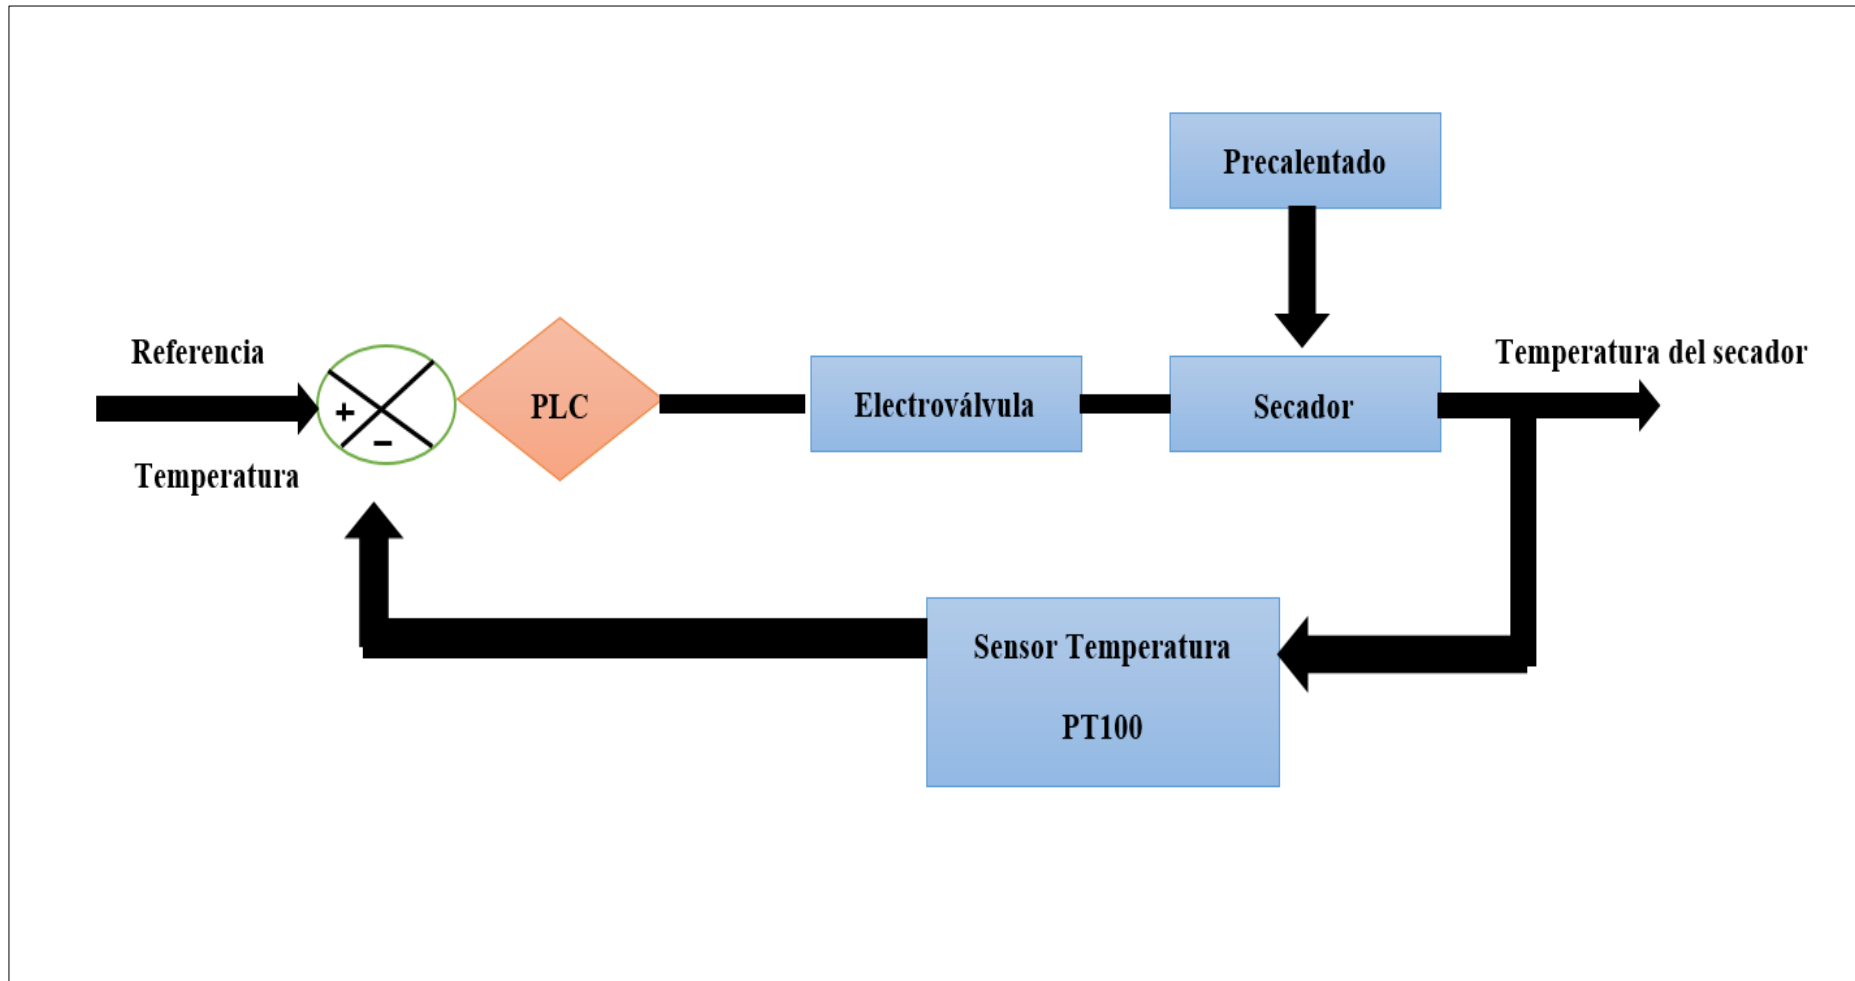 Precalentado
Referencia
Temperatura del secador
+
−
PLC
Electroválvula
Secador
Temperatura
Sensor Temperatura
PT100